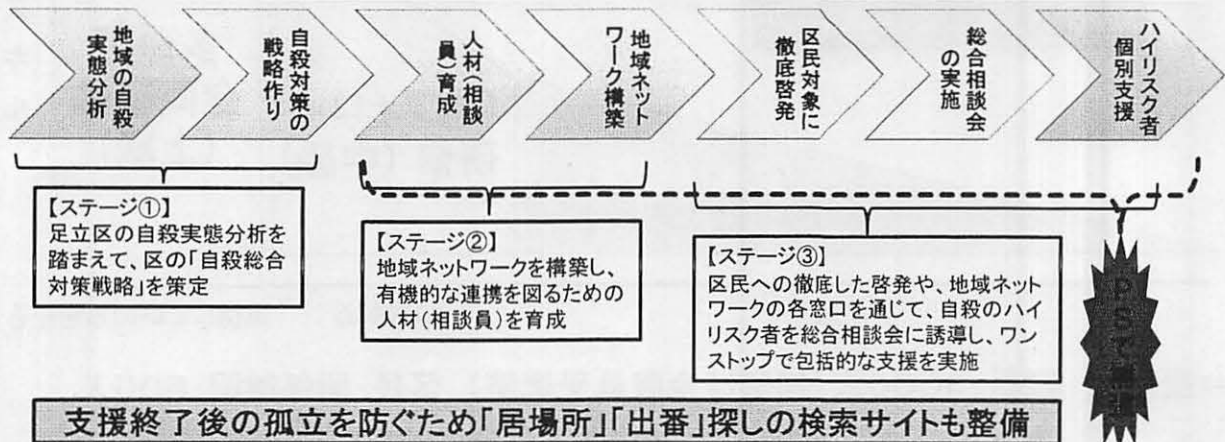 地域の自殺
実態分析
自殺対策の
戦略作り
人材(相談
員)育成
地域ネット
ワーク構築
区民対象に
徹底啓発
総合相談会
の実施
ハイリスク者
個別支援
【ステージ①】
足立区の自殺実態分析を
踏まえて、区の「自殺総合
対策戦略」を策定
【ステージ②】
地域ネットワークを構築し、
有機的な連携を図るための
人材(相談員)を育成
【ステージ③】
区民への徹底した啓発や、地域ネット
ワークの各窓口を通じて、自殺のハイ
リスク者を総合相談会に誘導し、ワン
ストップで包括的な支援を実施
支援終了後の孤立を防ぐため「居場所」「出番」探しの検索サイトも整備